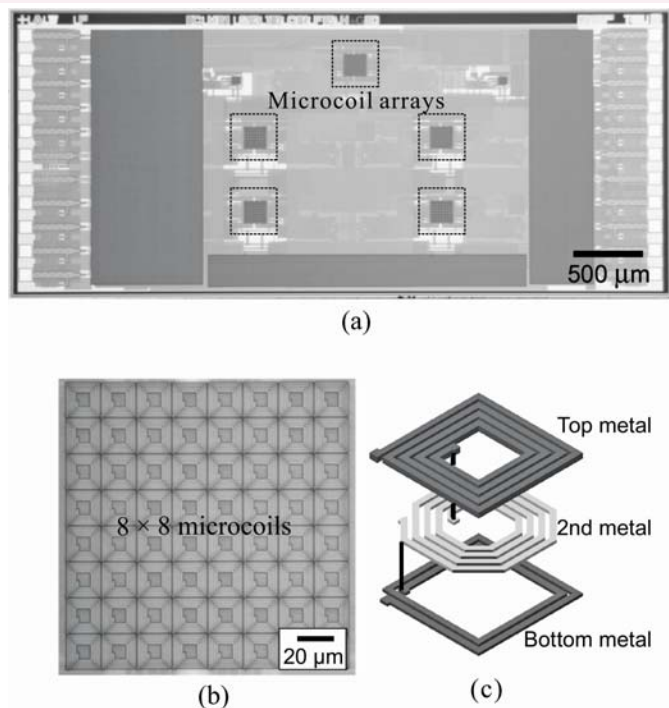 Microcoil arrays
500 µm
(a)
8 × 8 microcoils
20 µm
(b)
Top metal
2nd metal
Bottom metal
(c)